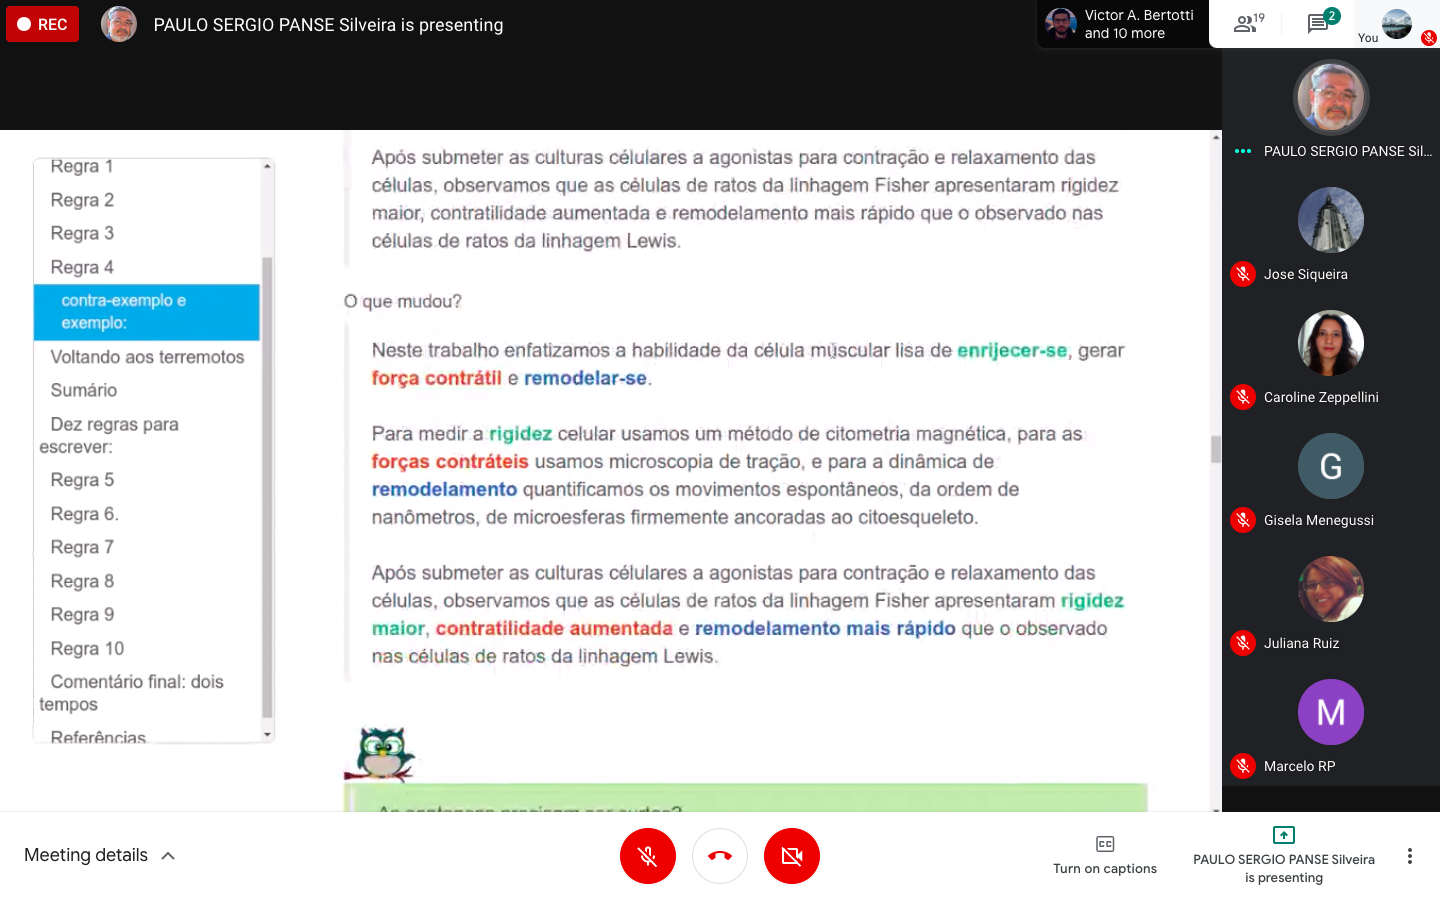 REC
PAULO SERGIO PANSE Silveira is presenting
Victor A. Bertotti
and 10 more
19
2
You
Regra 1
Regra 2
Regra 3
Regra 4
contra-exemplo e
exemplo:
Voltando aos terremotos
Sumário
Dez regras para
escrever:
Regra 5
Regra 6.
Regra 7
Regra 8
Regra 9
Regra 10
Comentário final: dois
tempos
Referências
Após submeter as culturas célulares a agonistas para contração e relaxamento das
células, observamos que as células de ratos da linhagem Fisher apresentaram rigidez
maior, contratilidade aumentada e remodelamento mais rápido que o observado nas
células de ratos da linhagem Lewis.
O que mudou?
Neste trabalho enfatizamos a habilidade da célula múscular lisa de enrijecer-se, gerar
força contrátil e remodelar-se.
Para medir a rigidez celular usamos um método de citometria magnética, para as
forças contráteis usamos microscopia de tração, e para a dinâmica de
remodelamento quantificamos os movimentos espontâneos, da ordem de
nanômetros, de microesferas firmemente ancoradas ao citoesqueleto.
Após submeter as culturas célulares a agonistas para contração e relaxamento das
células, observamos que as células de ratos da linhagem Fisher apresentaram rigidez
maior, contratilidade aumentada e remodelamento mais rápido que o observado
nas células de ratos da linhagem Lewis.
PAULO SERGIO PANSE Sil...
Jose Siqueira
Caroline Zeppellini
G
Gisela Menegussi
Juliana Ruiz
M
Marcelo RP
Meeting details
CC
Turn on captions
PAULO SERGIO PANSE Silveira
is presenting